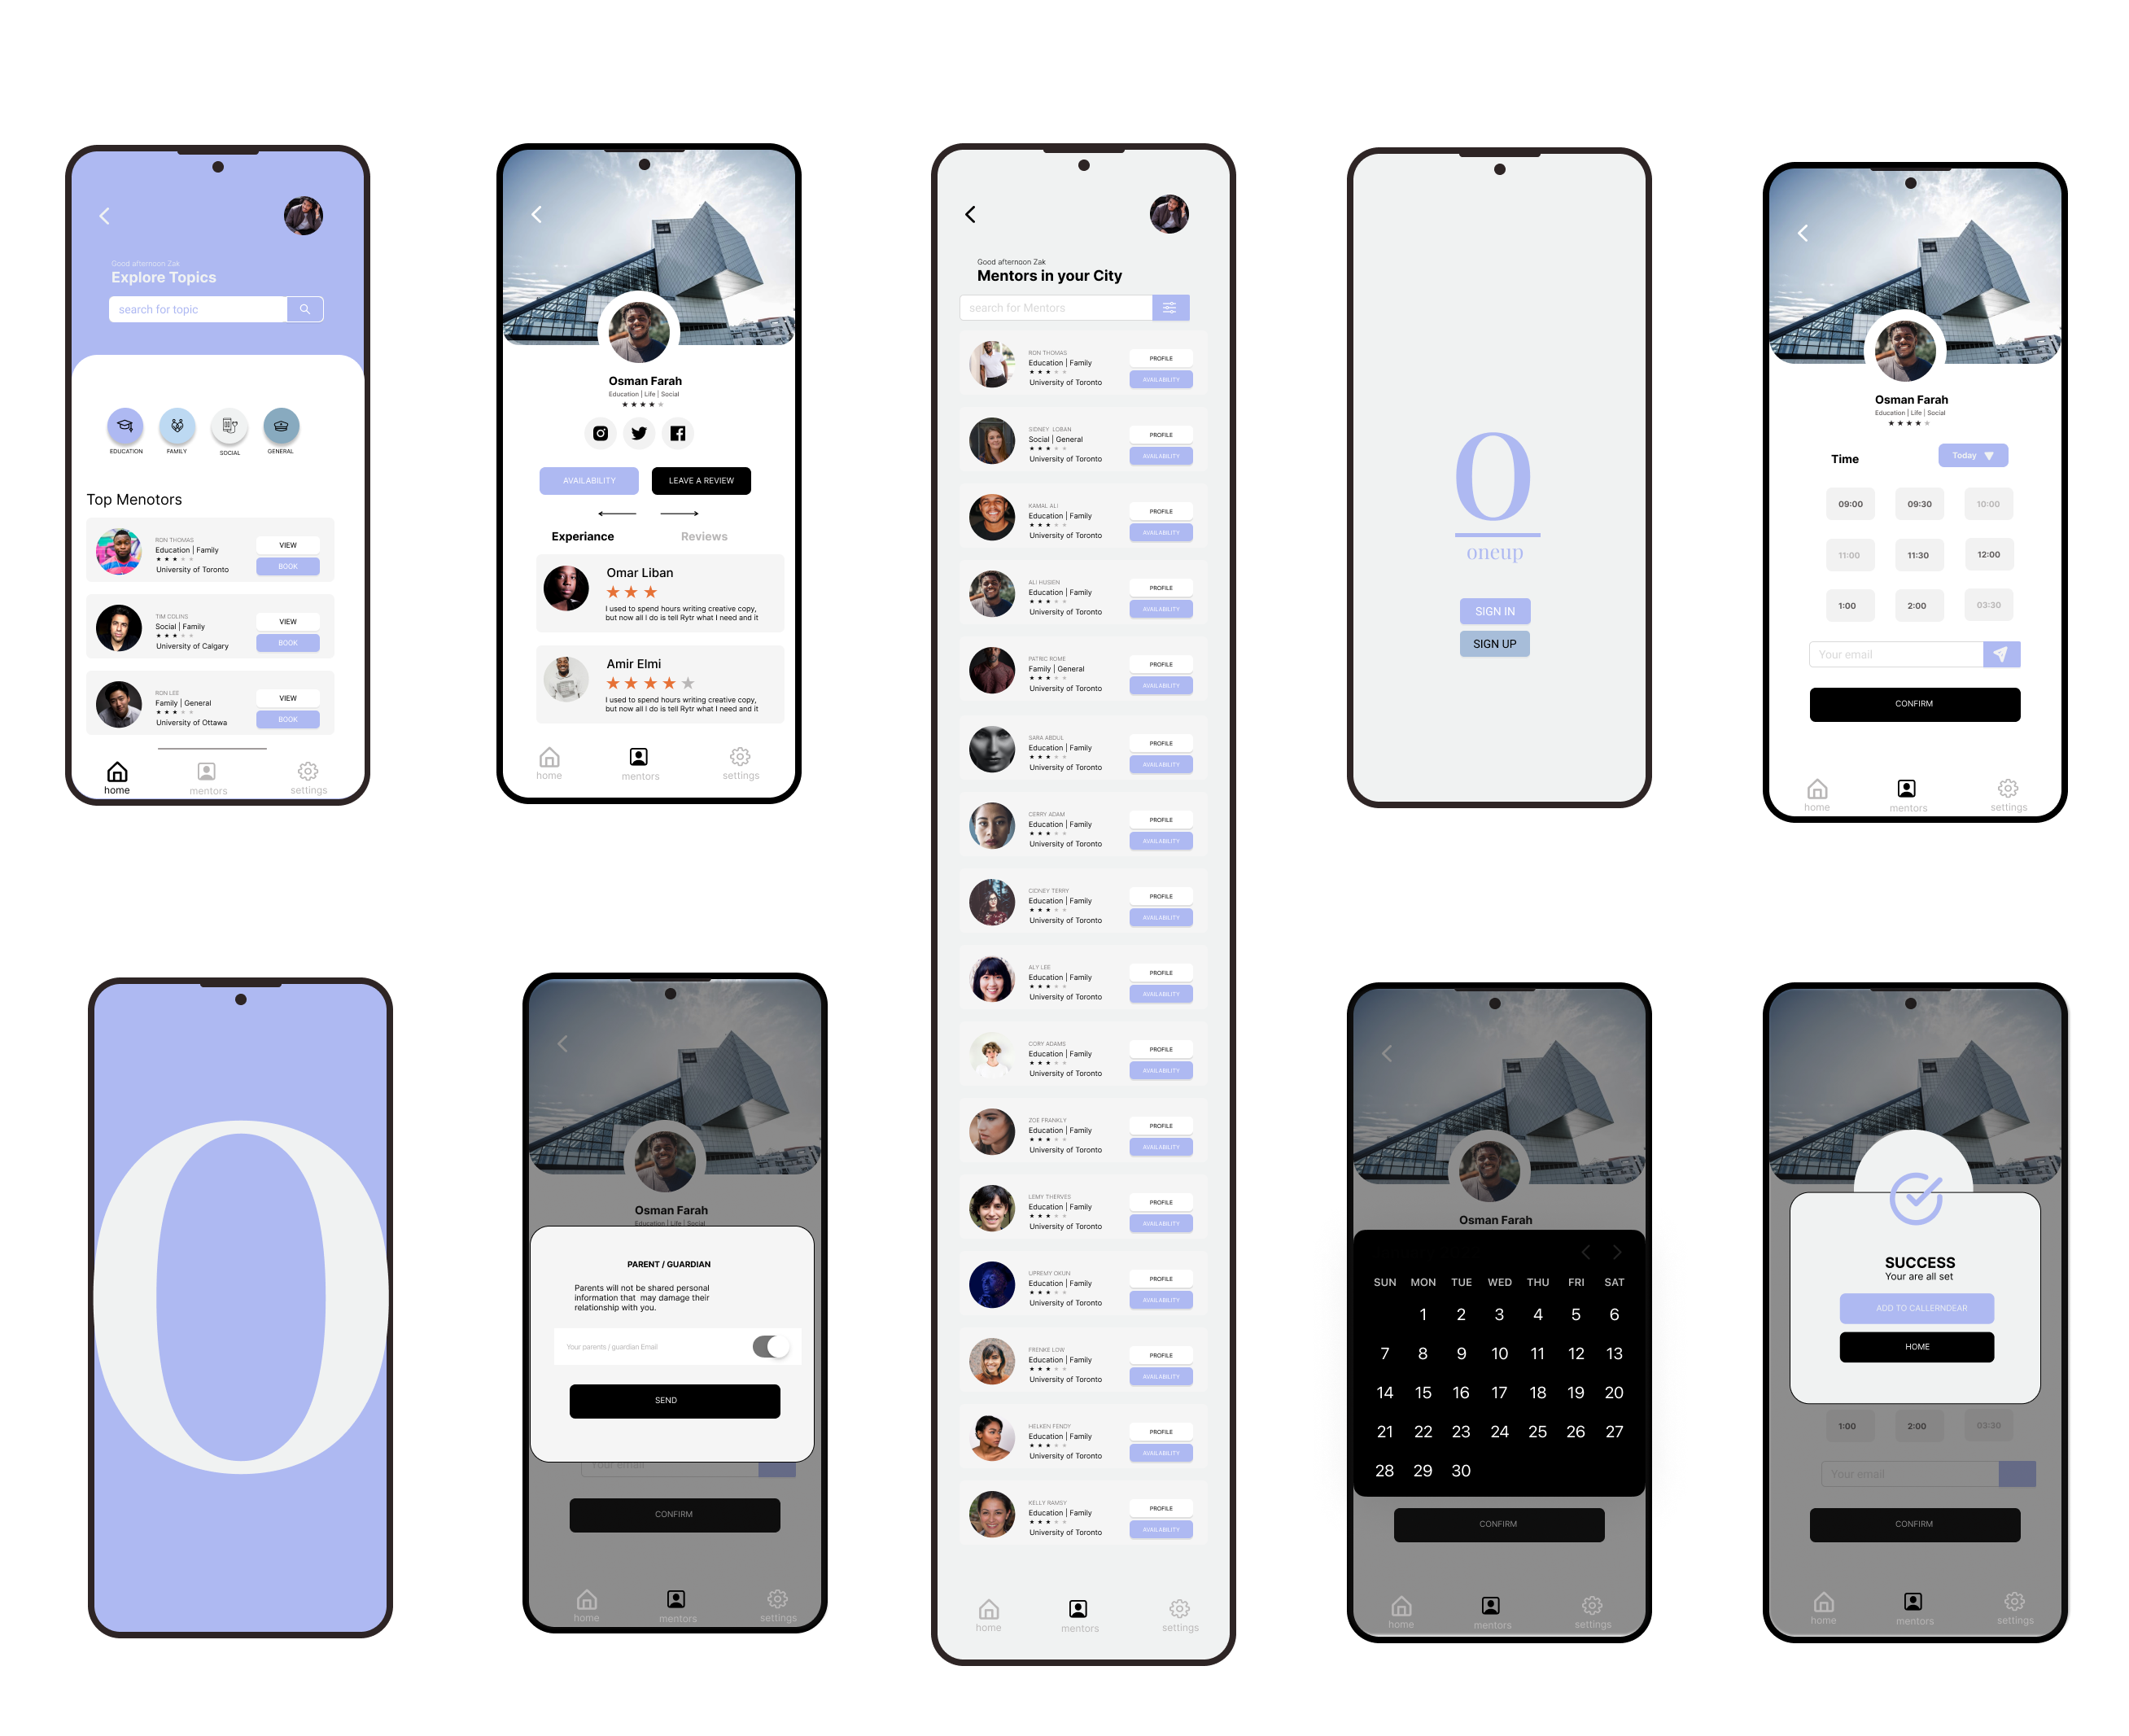 Good afternoon Zak
Explore Topics
search for topic
EDUCATION
FAMILY
SOCIAL
GENERAL
Top Menotors
RON THOMAS
Education | Family
University of Toronto
VIEW
BOOK
TIM COLINS
Social | Family
University of Calgary
VIEW
BOOK
RON LEE
Family | General
University of Ottawa
VIEW
BOOK
home
mentors
settings
Osman Farah
Education | Life | Social
AVAILABILITY
LEAVE A REVIEW
Experiance
Reviews
Omar Liban
I used to spend hours writing creative copy,
but now all I do is tell Rytr what I need and it
Amir Elmi
I used to spend hours writing creative copy,
but now all I do is tell Rytr what I need and it
home
mentors
settings
Good afternoon Zak
Mentors in your City
search for Mentors
RON THOMAS
Education | Family
University of Toronto
PROFILE
AVAILABILITY
SIDNEY LOBAN
Social | General
University of Toronto
PROFILE
AVAILABILITY
KAMAL ALI
Education | Family
University of Toronto
PROFILE
AVAILABILITY
ALI HUSIEN
Education | Family
University of Toronto
PROFILE
AVAILABILITY
PATRIC ROME
Family | General
University of Toronto
PROFILE
AVAILABILITY
SARA ABDUL
Education | Family
University of Toronto
PROFILE
AVAILABILITY
CERRY ADAM
Education | Family
University of Toronto
PROFILE
AVAILABILITY
CIDNEY TERRY
Education | Family
University of Toronto
PROFILE
AVAILABILITY
ALY LEE
Education | Family
University of Toronto
PROFILE
AVAILABILITY
CORY ADAMS
Education | Family
University of Toronto
PROFILE
AVAILABILITY
ZOE FRANKLY
Education | Family
University of Toronto
PROFILE
AVAILABILITY
LEMY THERVES
Education | Family
University of Toronto
PROFILE
AVAILABILITY
UPREMY OKUN
Education | Family
University of Toronto
PROFILE
AVAILABILITY
FRENKE LOW
Education | Family
University of Toronto
PROFILE
AVAILABILITY
HELKEN FENDY
Education | Family
University of Toronto
PROFILE
AVAILABILITY
KELLY RAMSY
Education | Family
University of Toronto
PROFILE
AVAILABILITY
home
mentors
settings
O
oneup
SIGN IN
SIGN UP
Osman Farah
Education | Life | Social
Time
Today
09:00 09:30 10:00
11:00 11:30 12:00
1:00 2:00 03:30
Your email
CONFIRM
home
mentors
settings
O
Osman Farah
Education | Life | Social
PARENT / GUARDIAN
Parents will not be shared personal
information that may damage their
relationship with you.
Your parents / guardian Email
SEND
Your email
CONFIRM
home
mentors
settings
Osman Farah
SUN MON TUE WED THU FRI SAT
1 2 3 4 5 6
7 8 9 10 11 12 13
14 15 16 17 18 19 20
21 22 23 24 25 26 27
28 29 30
CONFIRM
home
mentors
settings
SUCCESS
Your are all set
ADD TO CALLERNDEAR
HOME
1:00 2:00 03:30
Your email
CONFIRM
home
mentors
settings